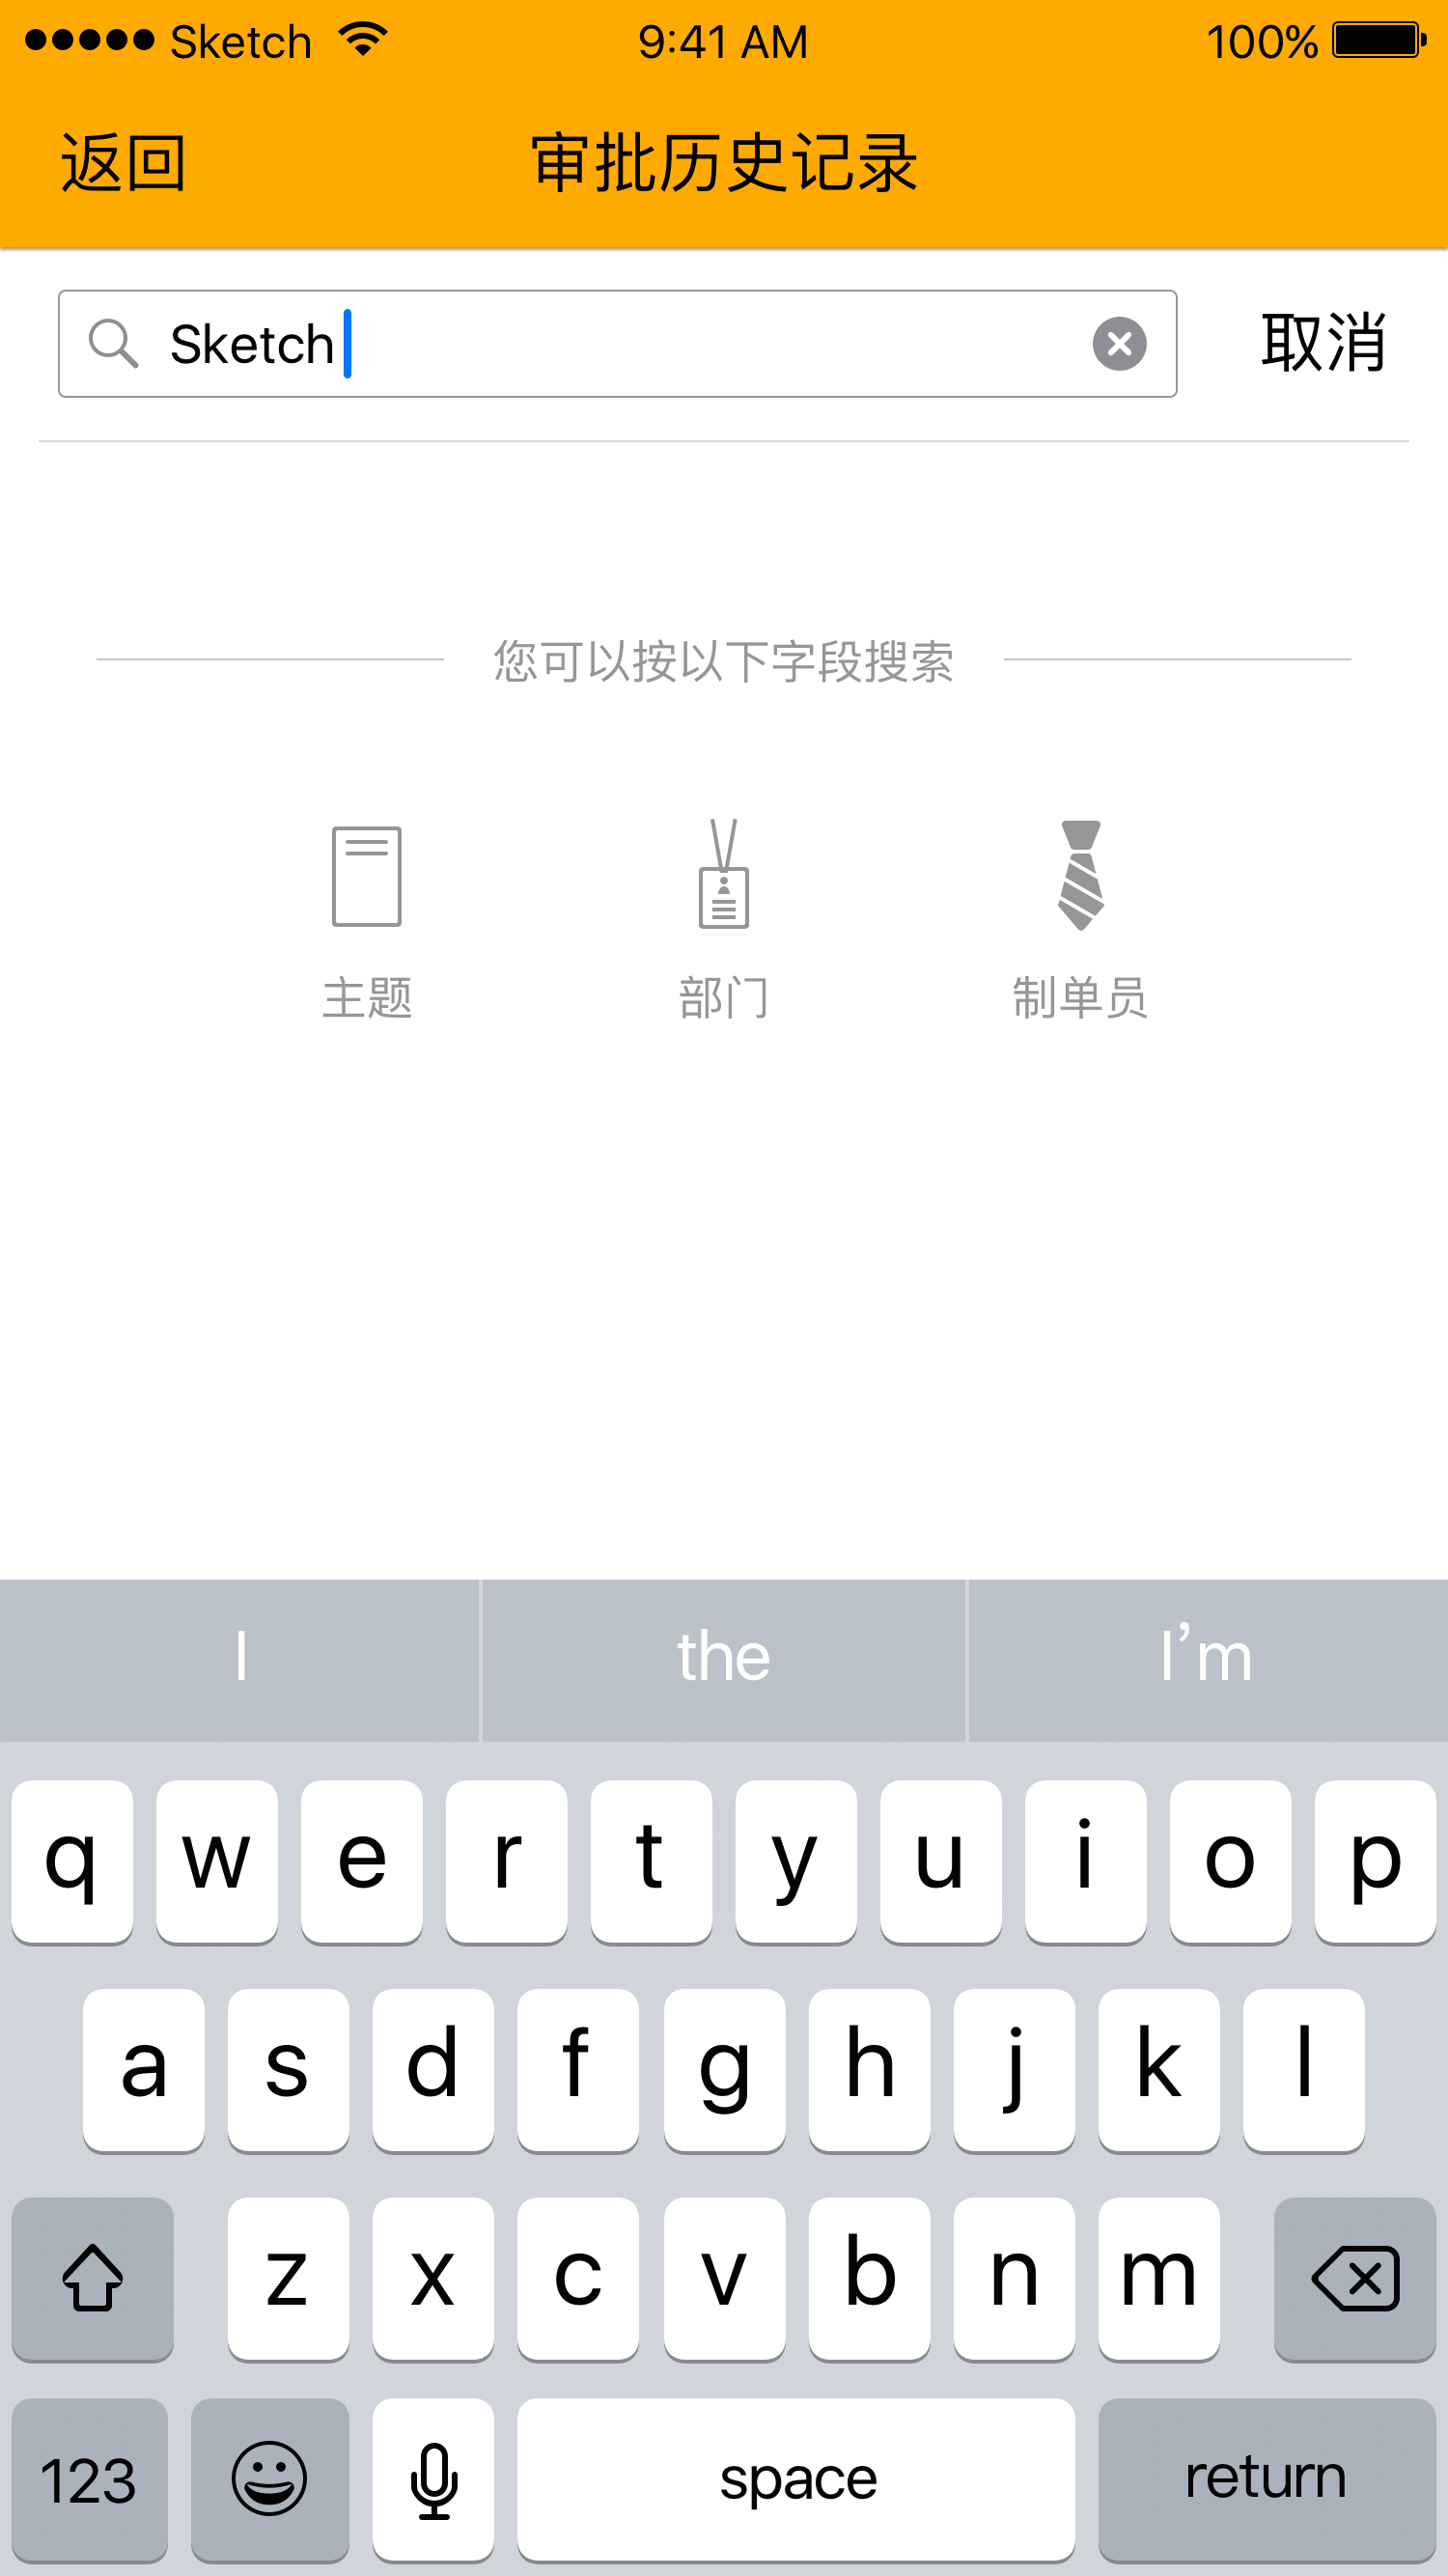 Sketch 9:41 AM 100%
返回 审批历史记录
Sketch 取消
您可以按以下字段搜索
主题 部门 制单员
I the I'm
q w e r t y u i o p
a s d f g h j k l
z x c v b n m
123 space return